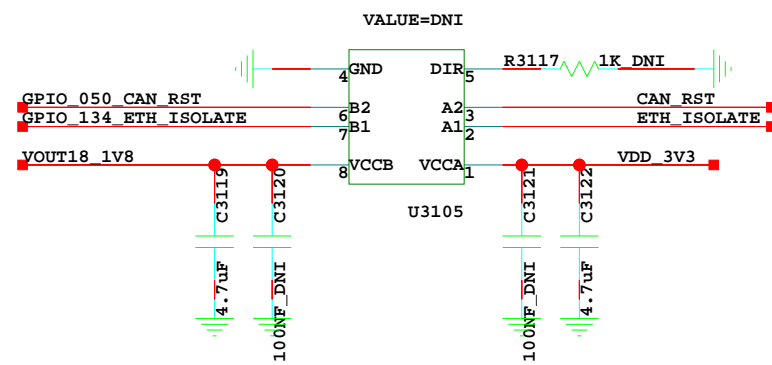 VALUE=DNI
GND DIR R3117 1K_DNI
4 5
GPIO_050_CAN_RST B2 A2 CAN_RST
6 3
GPIO_134_ETH_ISOLATE B1 A1 ETH_ISOLATE
7 2
VOUT18_1V8 VCCB VCCA VDD_3V3
8 1
U3105
C3119 C3120 C3121 C3122
4.7uF 100NF_DNI 100NF_DNI 4.7uF